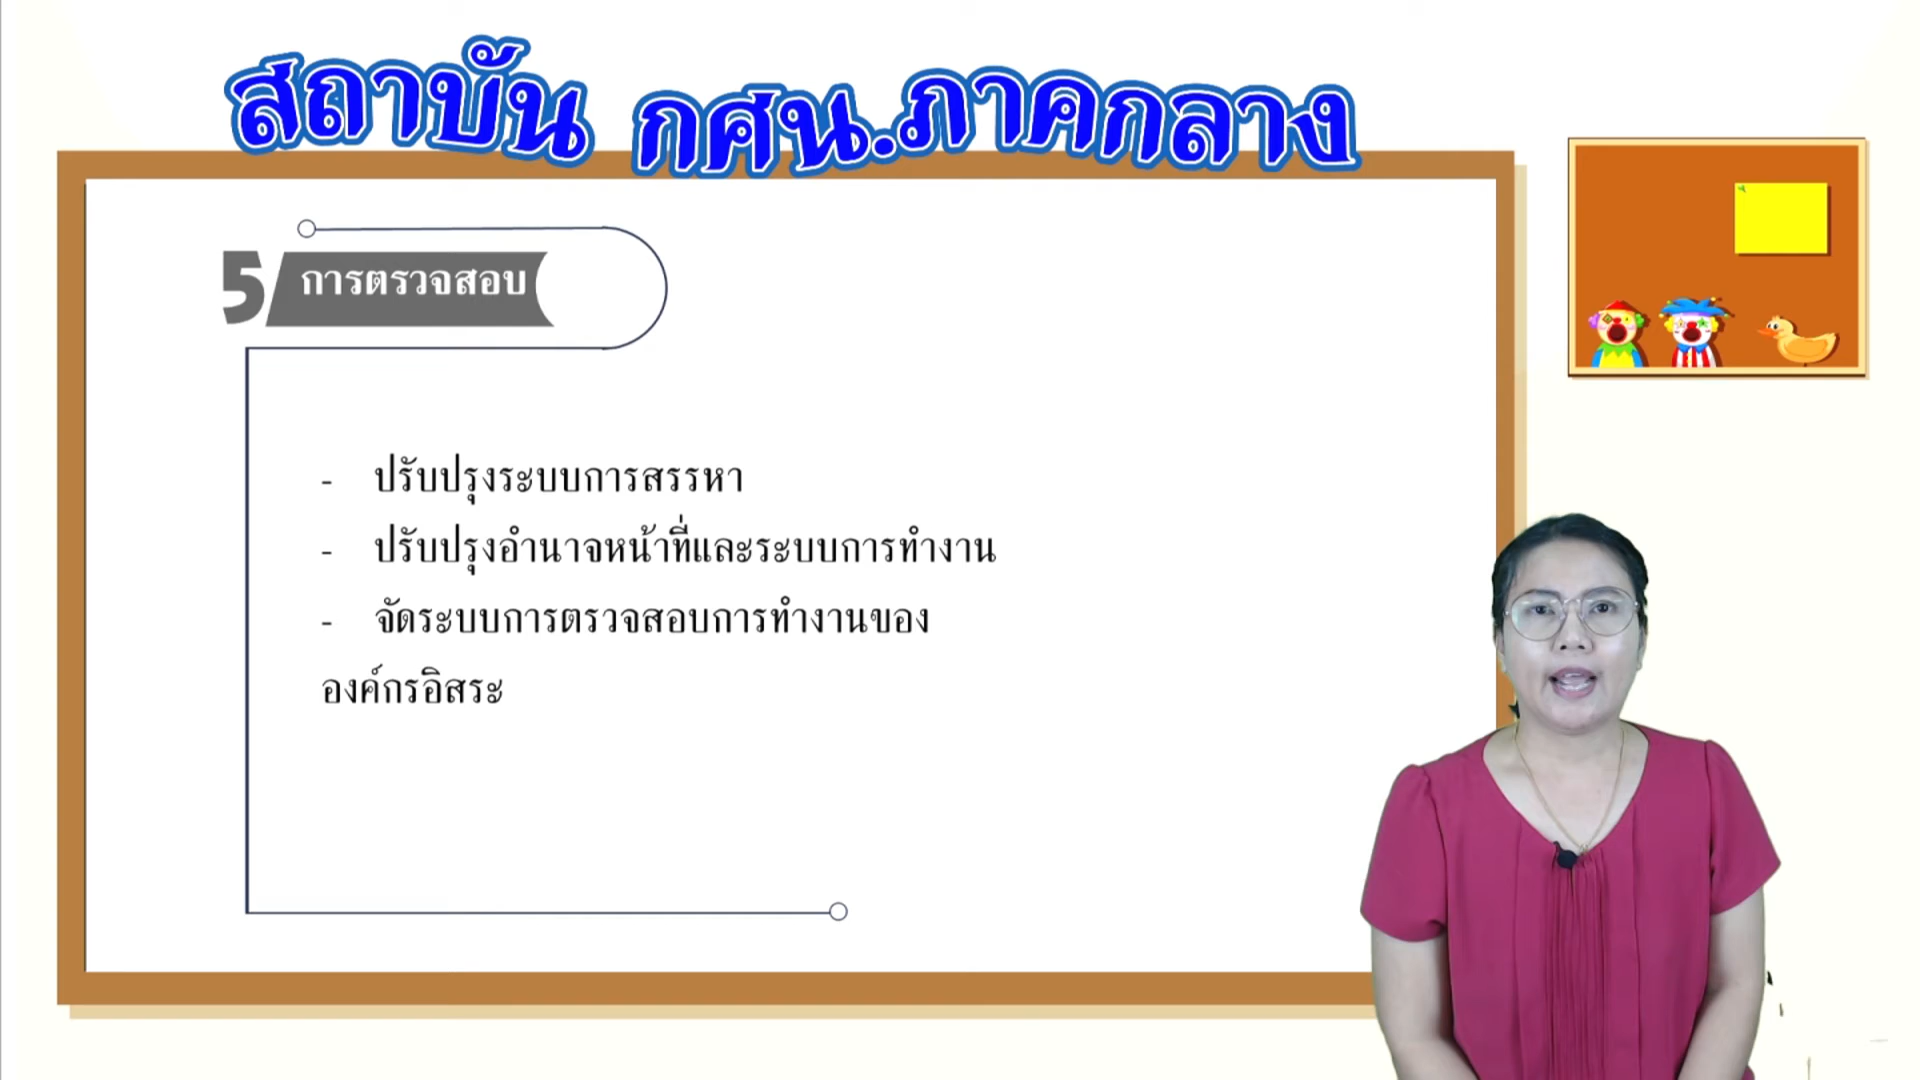 สถาบัน กศน.ภาคกลาง
5 การตรวจสอบ
- ปรับปรุงระบบการสรรหา
- ปรับปรุงอำนาจหน้าที่และระบบการทำงาน
- จัดระบบการตรวจสอบการทำงานของ
องค์กรอิสระ